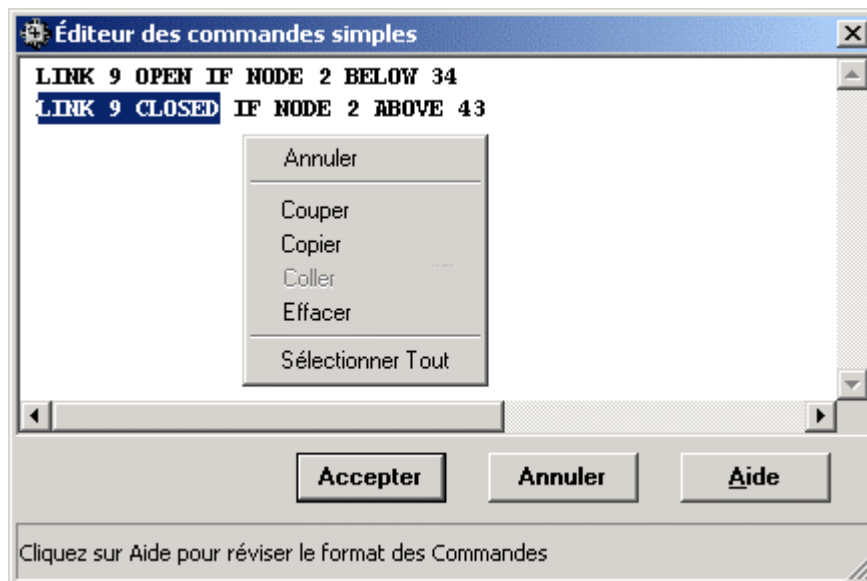 Éditeur des commandes simples
LINK 9 OPEN IF NODE 2 BELOW 34
LINK 9 CLOSED IF NODE 2 ABOVE 43
Annuler
Couper
Copier
Coller
Effacer
Sélectionner Tout
Accepter Annuler Aide
Cliquez sur Aide pour réviser le format des Commandes